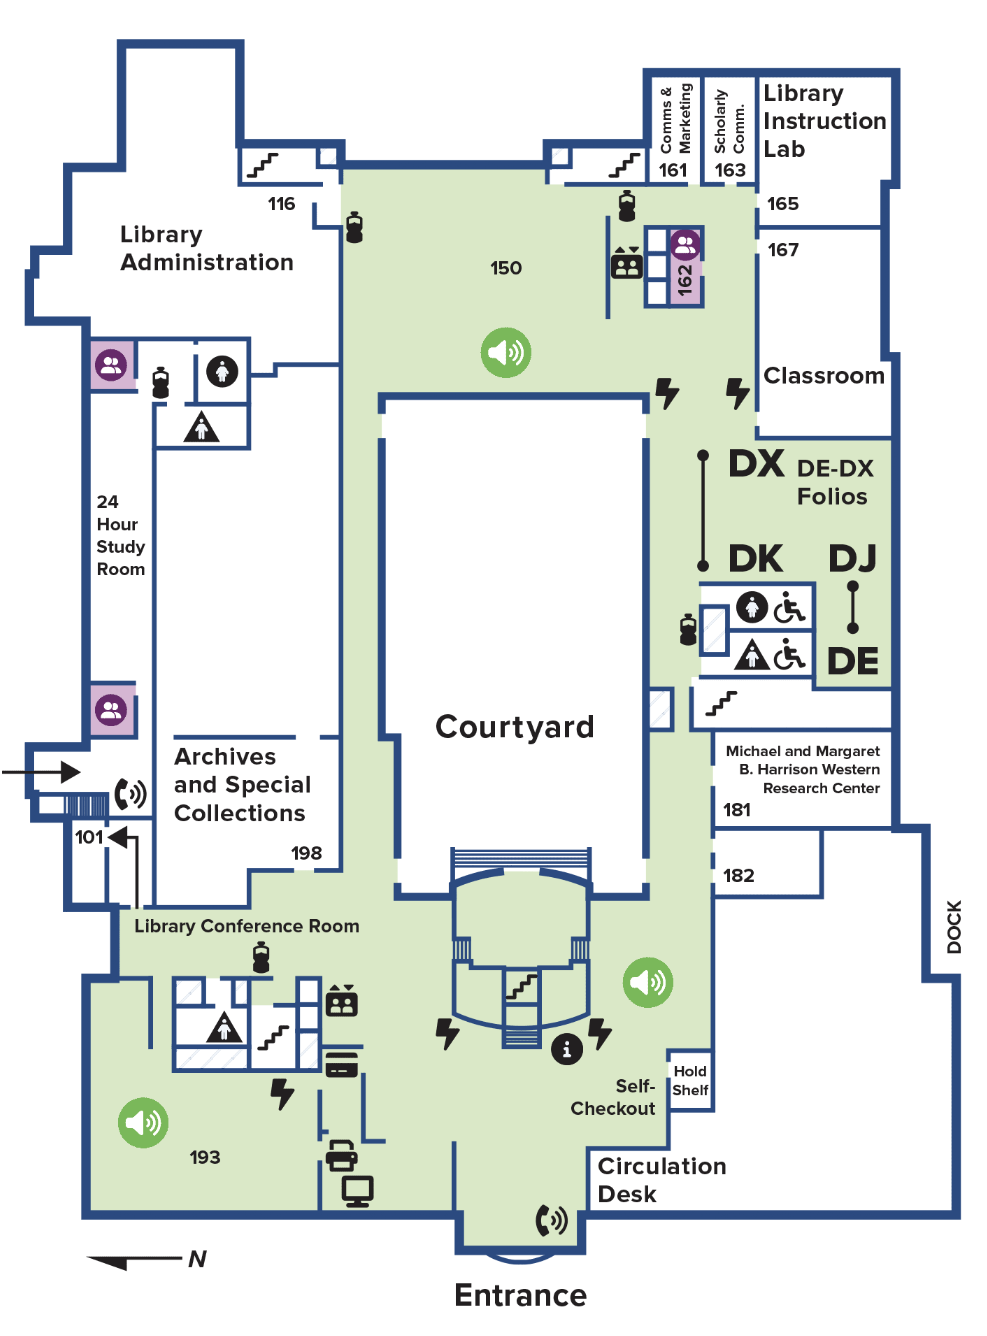 Comms &
Marketing
161
Scholarly
Comm.
163
Library
Instruction
Lab
165
116
Library
Administration
150
162
167
Classroom
DX
DE-DX
Folios
24
Hour
Study
Room
DK
DJ
DE
Courtyard
Archives
and Special
Collections
198
Michael and Margaret
B. Harrison Western
Research Center
181
101
182
Library Conference Room
DOCK
i
Hold
Shelf
Self-
Checkout
193
Circulation
Desk
N
Entrance